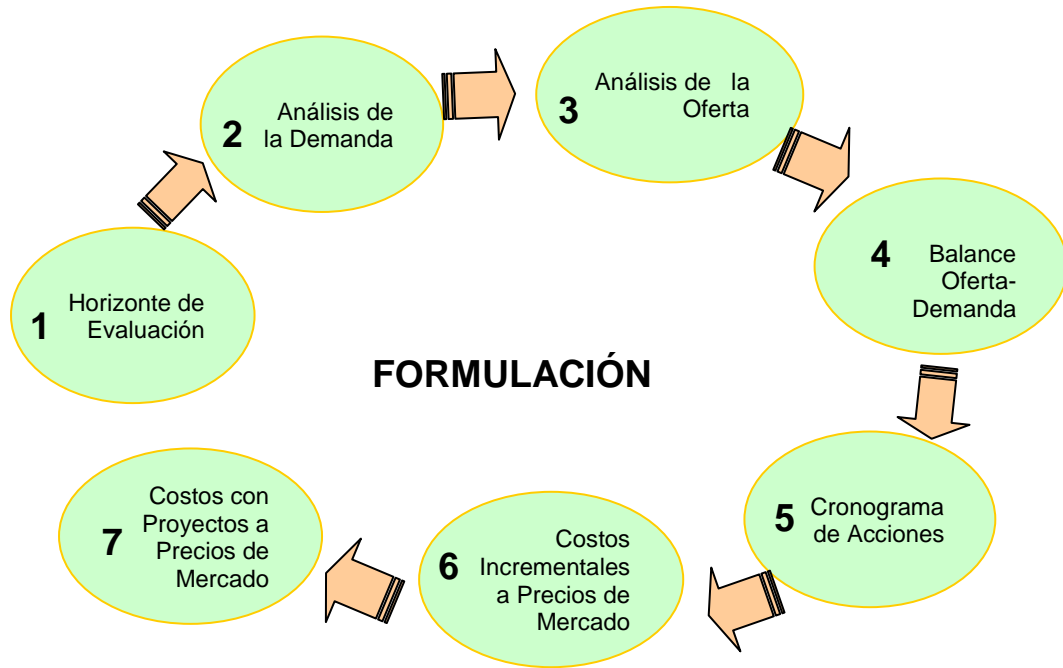 1
Horizonte de
Evaluación
2
Análisis de
la Demanda
3
Análisis de la
Oferta
4
Balance
Oferta-
Demanda
5
Cronograma
de Acciones
6
Costos
Incrementales
a Precios de
Mercado
7
Costos con
Proyectos a
Precios de
Mercado
FORMULACIÓN